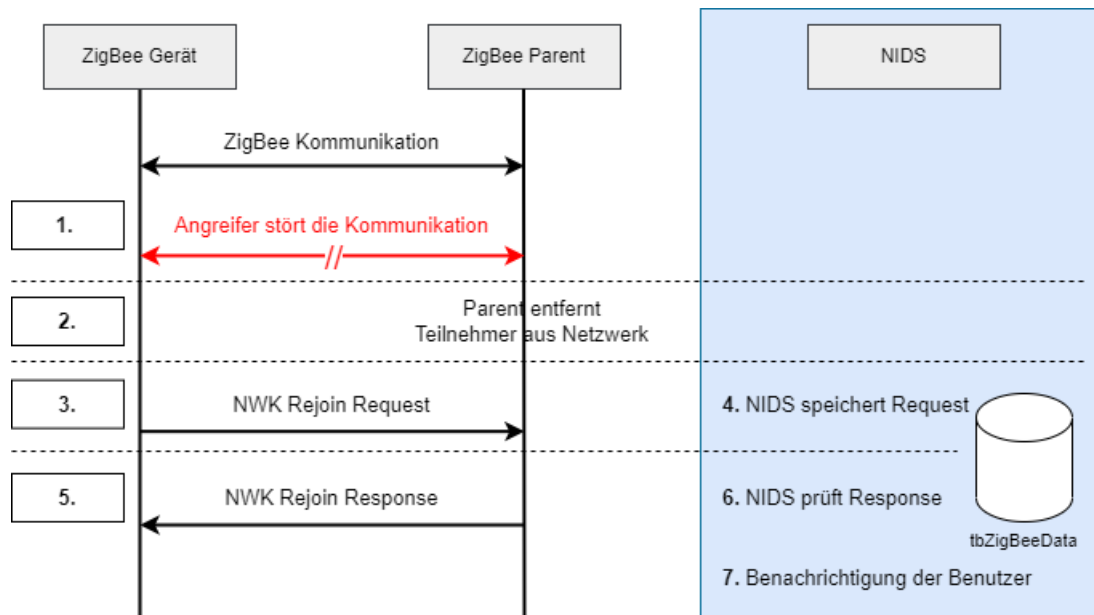 ZigBee Gerät
ZigBee Parent
NIDS
ZigBee Kommunikation
1.
Angreifer stört die Kommunikation
//
2.
Parent entfernt
Teilnehmer aus Netzwerk
3.
NWK Rejoin Request
4. NIDS speichert Request
5.
NWK Rejoin Response
6. NIDS prüft Response
tbZigBeeData
7. Benachrichtigung der Benutzer